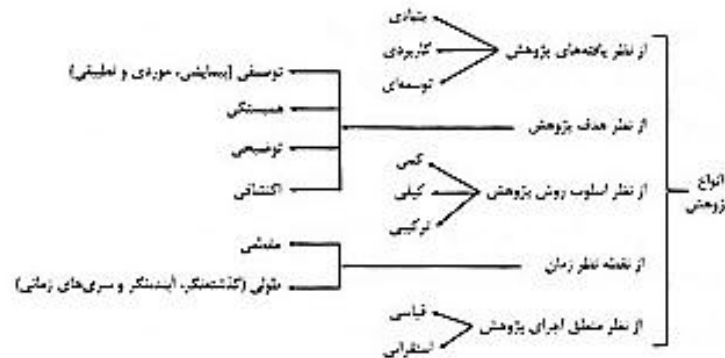 انواع
پژوهش
از نظر یافته‌های پژوهش
بنیادی
کاربردی
توسعه‌ای
از نظر هدف پژوهش
توصیفی (پیمایشی، موردی و تطبیقی)
همبستگی
توضیحی
اکتشافی
از نظر اسلوب روش پژوهش
کمی
کیفی
ترکیبی
از نقطه نظر زمان
مقطعی
طولی (گذشته‌نگر، آینده‌نگر و سری‌های زمانی)
از نظر منطق اجرای پژوهش
قیاسی
استقرایی